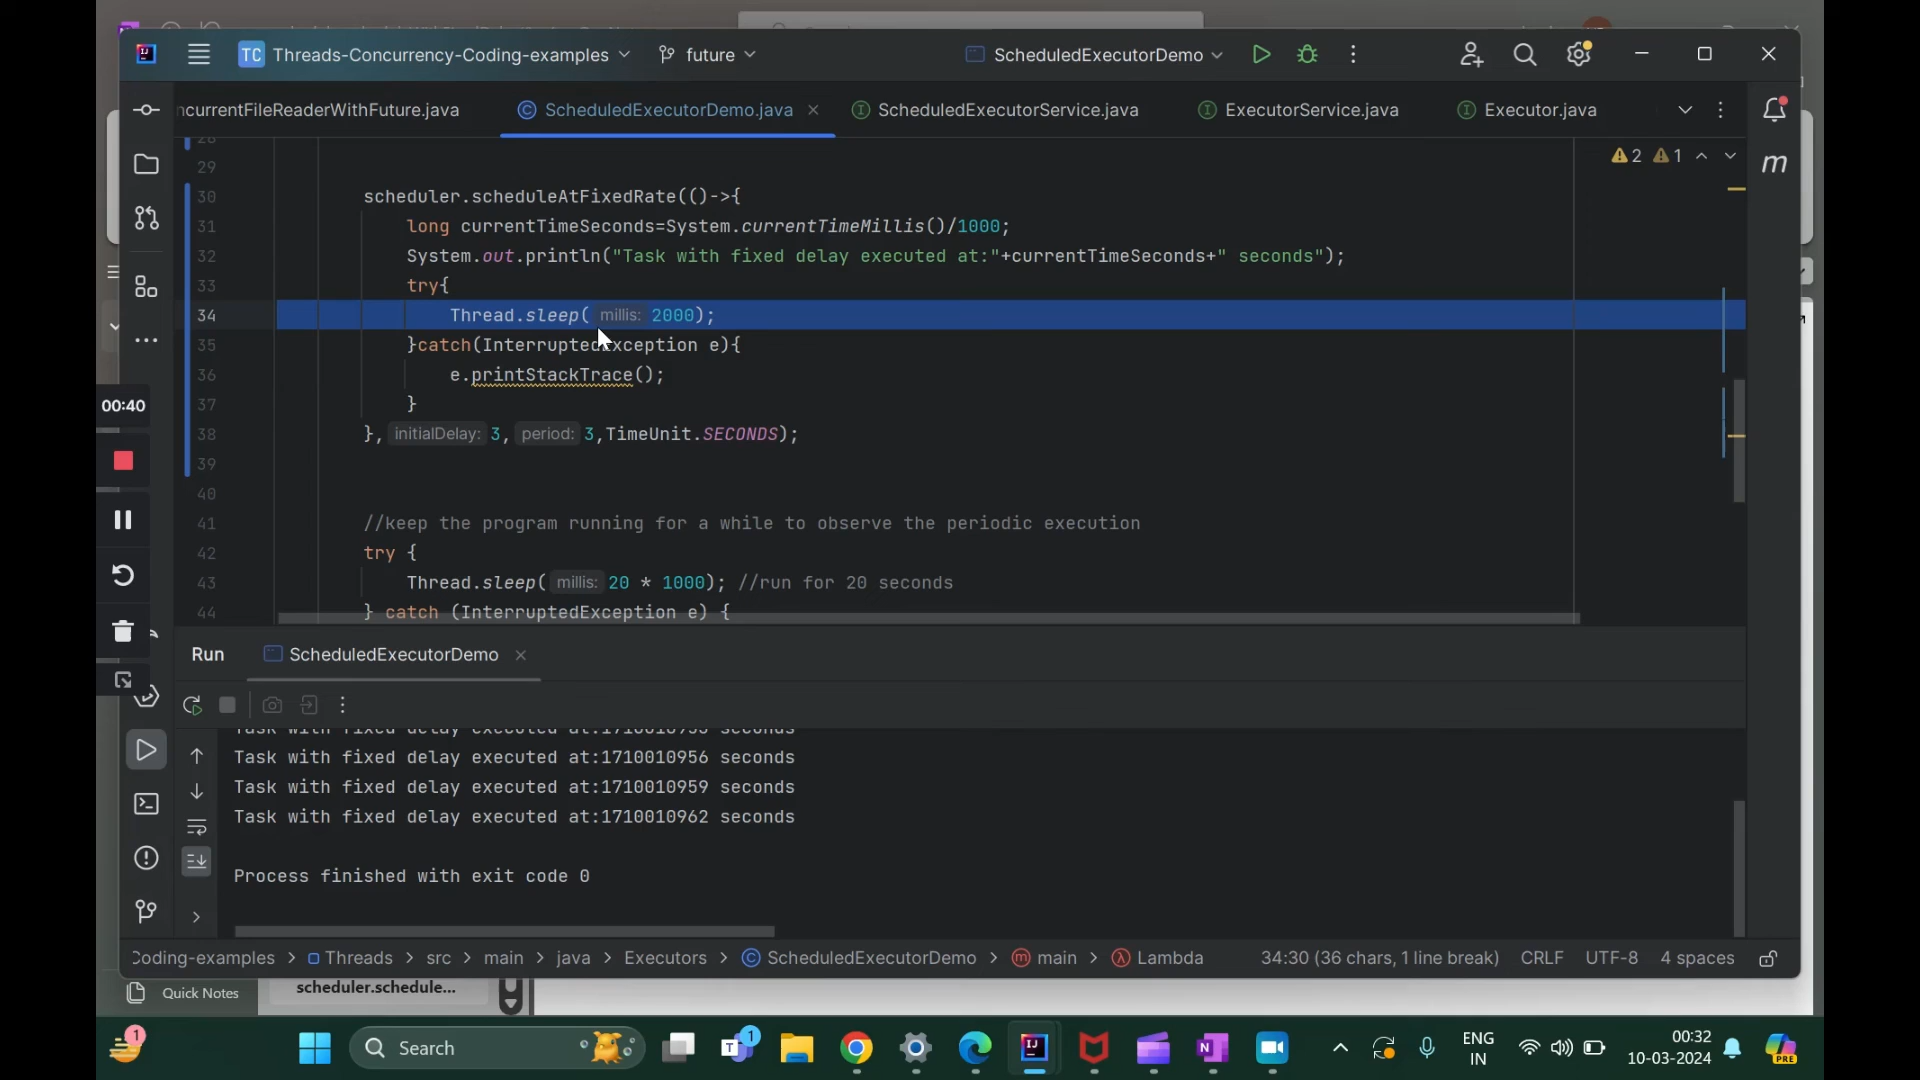 TC Threads-Concurrency-Coding-examples future ScheduledExecutorDemo
ncurrentFileReaderWithFuture.java ScheduledExecutorDemo.java ScheduledExecutorService.java ExecutorService.java Executor.java
2 1
29
30 scheduler.scheduleAtFixedRate(()->{
31 long currentTimeSeconds=System.currentTimeMillis()/1000;
32 System.out.println("Task with fixed delay executed at:"+currentTimeSeconds+" seconds");
33 try{
34 Thread.sleep( millis: 2000);
35 }catch(InterruptedException e){
36 e.printStackTrace();
37 }
38 }, initialDelay: 3, period: 3,TimeUnit.SECONDS);
39
40
41 //keep the program running for a while to observe the periodic execution
42 try {
43 Thread.sleep( millis: 20 * 1000); //run for 20 seconds
44 } catch (InterruptedException e) {
00:40
Run ScheduledExecutorDemo
Task with fixed delay executed at:1710010956 seconds
Task with fixed delay executed at:1710010959 seconds
Task with fixed delay executed at:1710010962 seconds
Process finished with exit code 0
Coding-examples > Threads > src > main > java > Executors > ScheduledExecutorDemo > main > Lambda 34:30 (36 chars, 1 line break) CRLF UTF-8 4 spaces
Quick Notes scheduler.schedule...
1 Search 1 ENG IN 00:32 10-03-2024 PRE